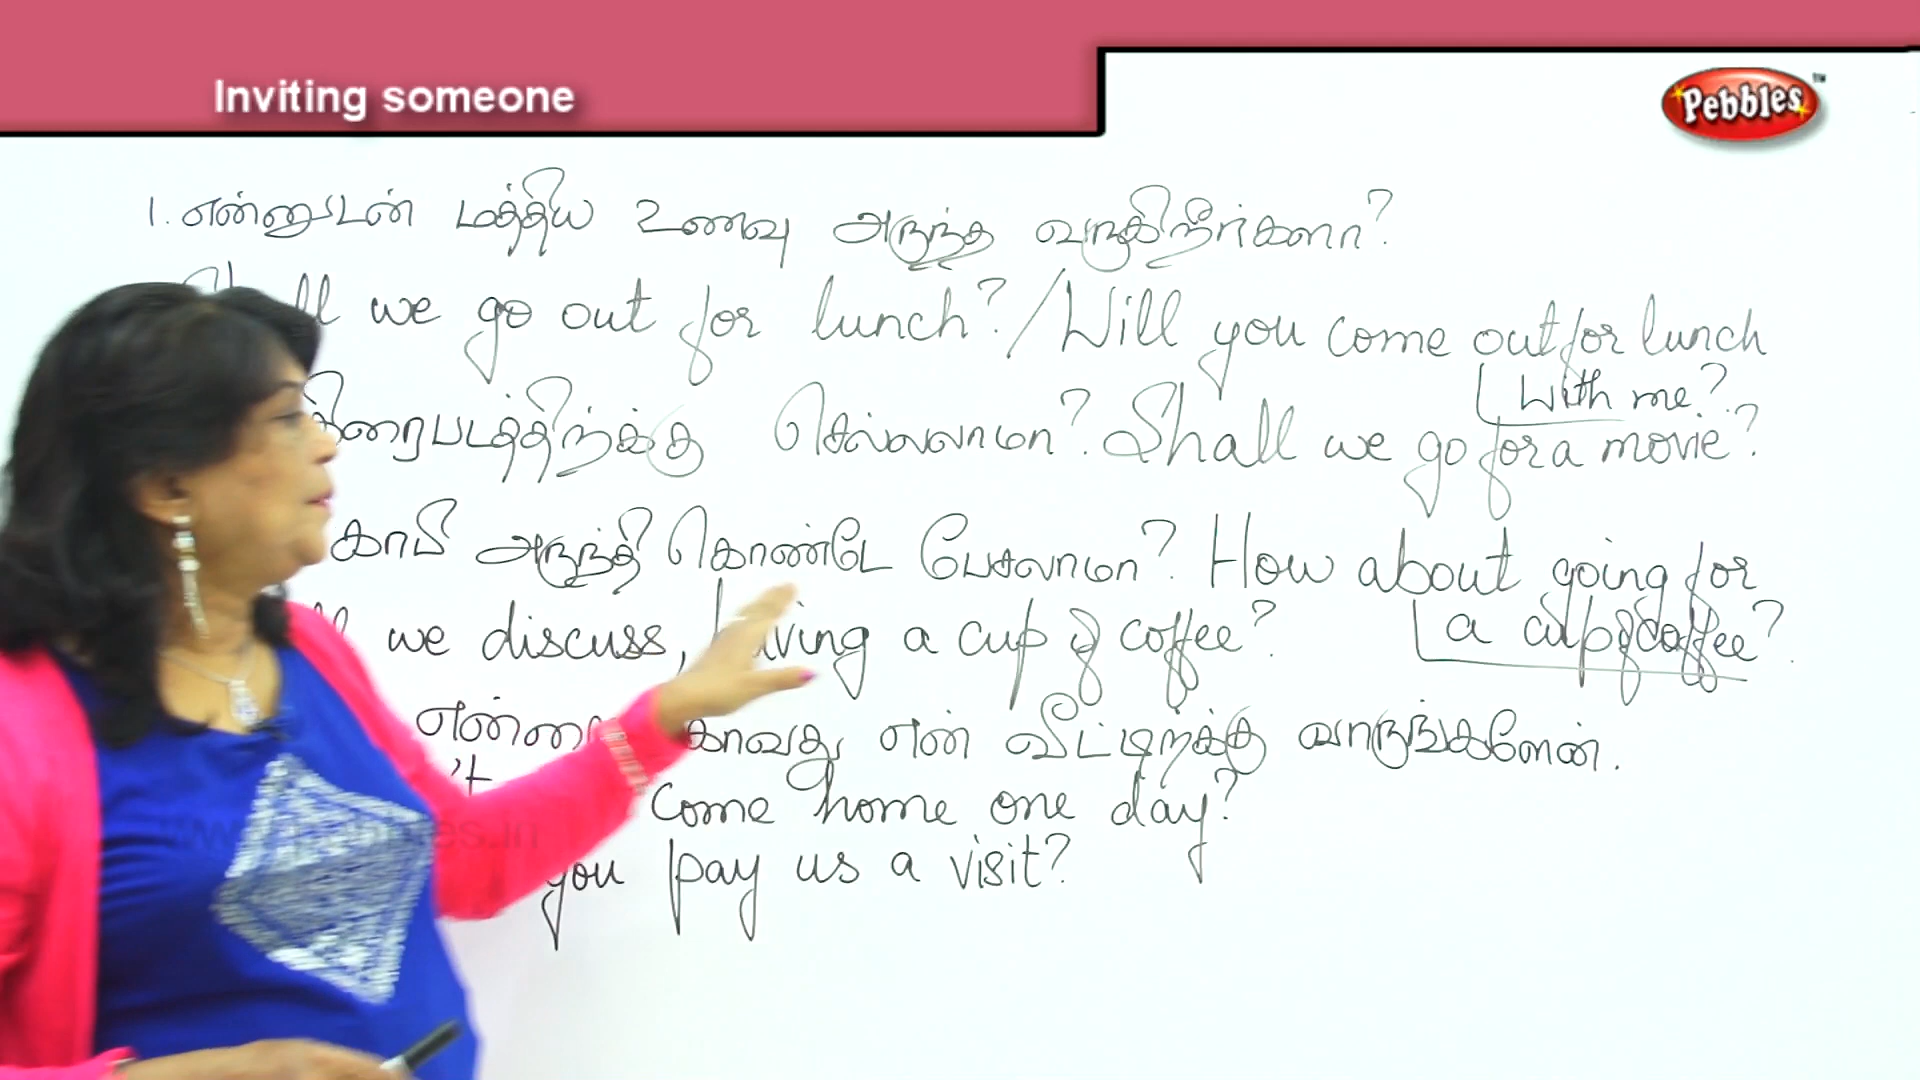 Inviting someone
Pebbles
1. என்னுடன் மத்திய உணவு அருந்த வருகிறீர்களா?
we go out for lunch? / Will you come out for lunch
with me?
திரைபடத்திற்க்கு செல்லலாமா? Shall we go for a movie?
காபி அருந்தி கொண்டே பேசலாமா? How about going for
we discuss, having a cup of coffee? a cup of coffee?
என் வீட்டிற்க்கு வாருங்களேன்.
come home one day?
you pay us a visit?